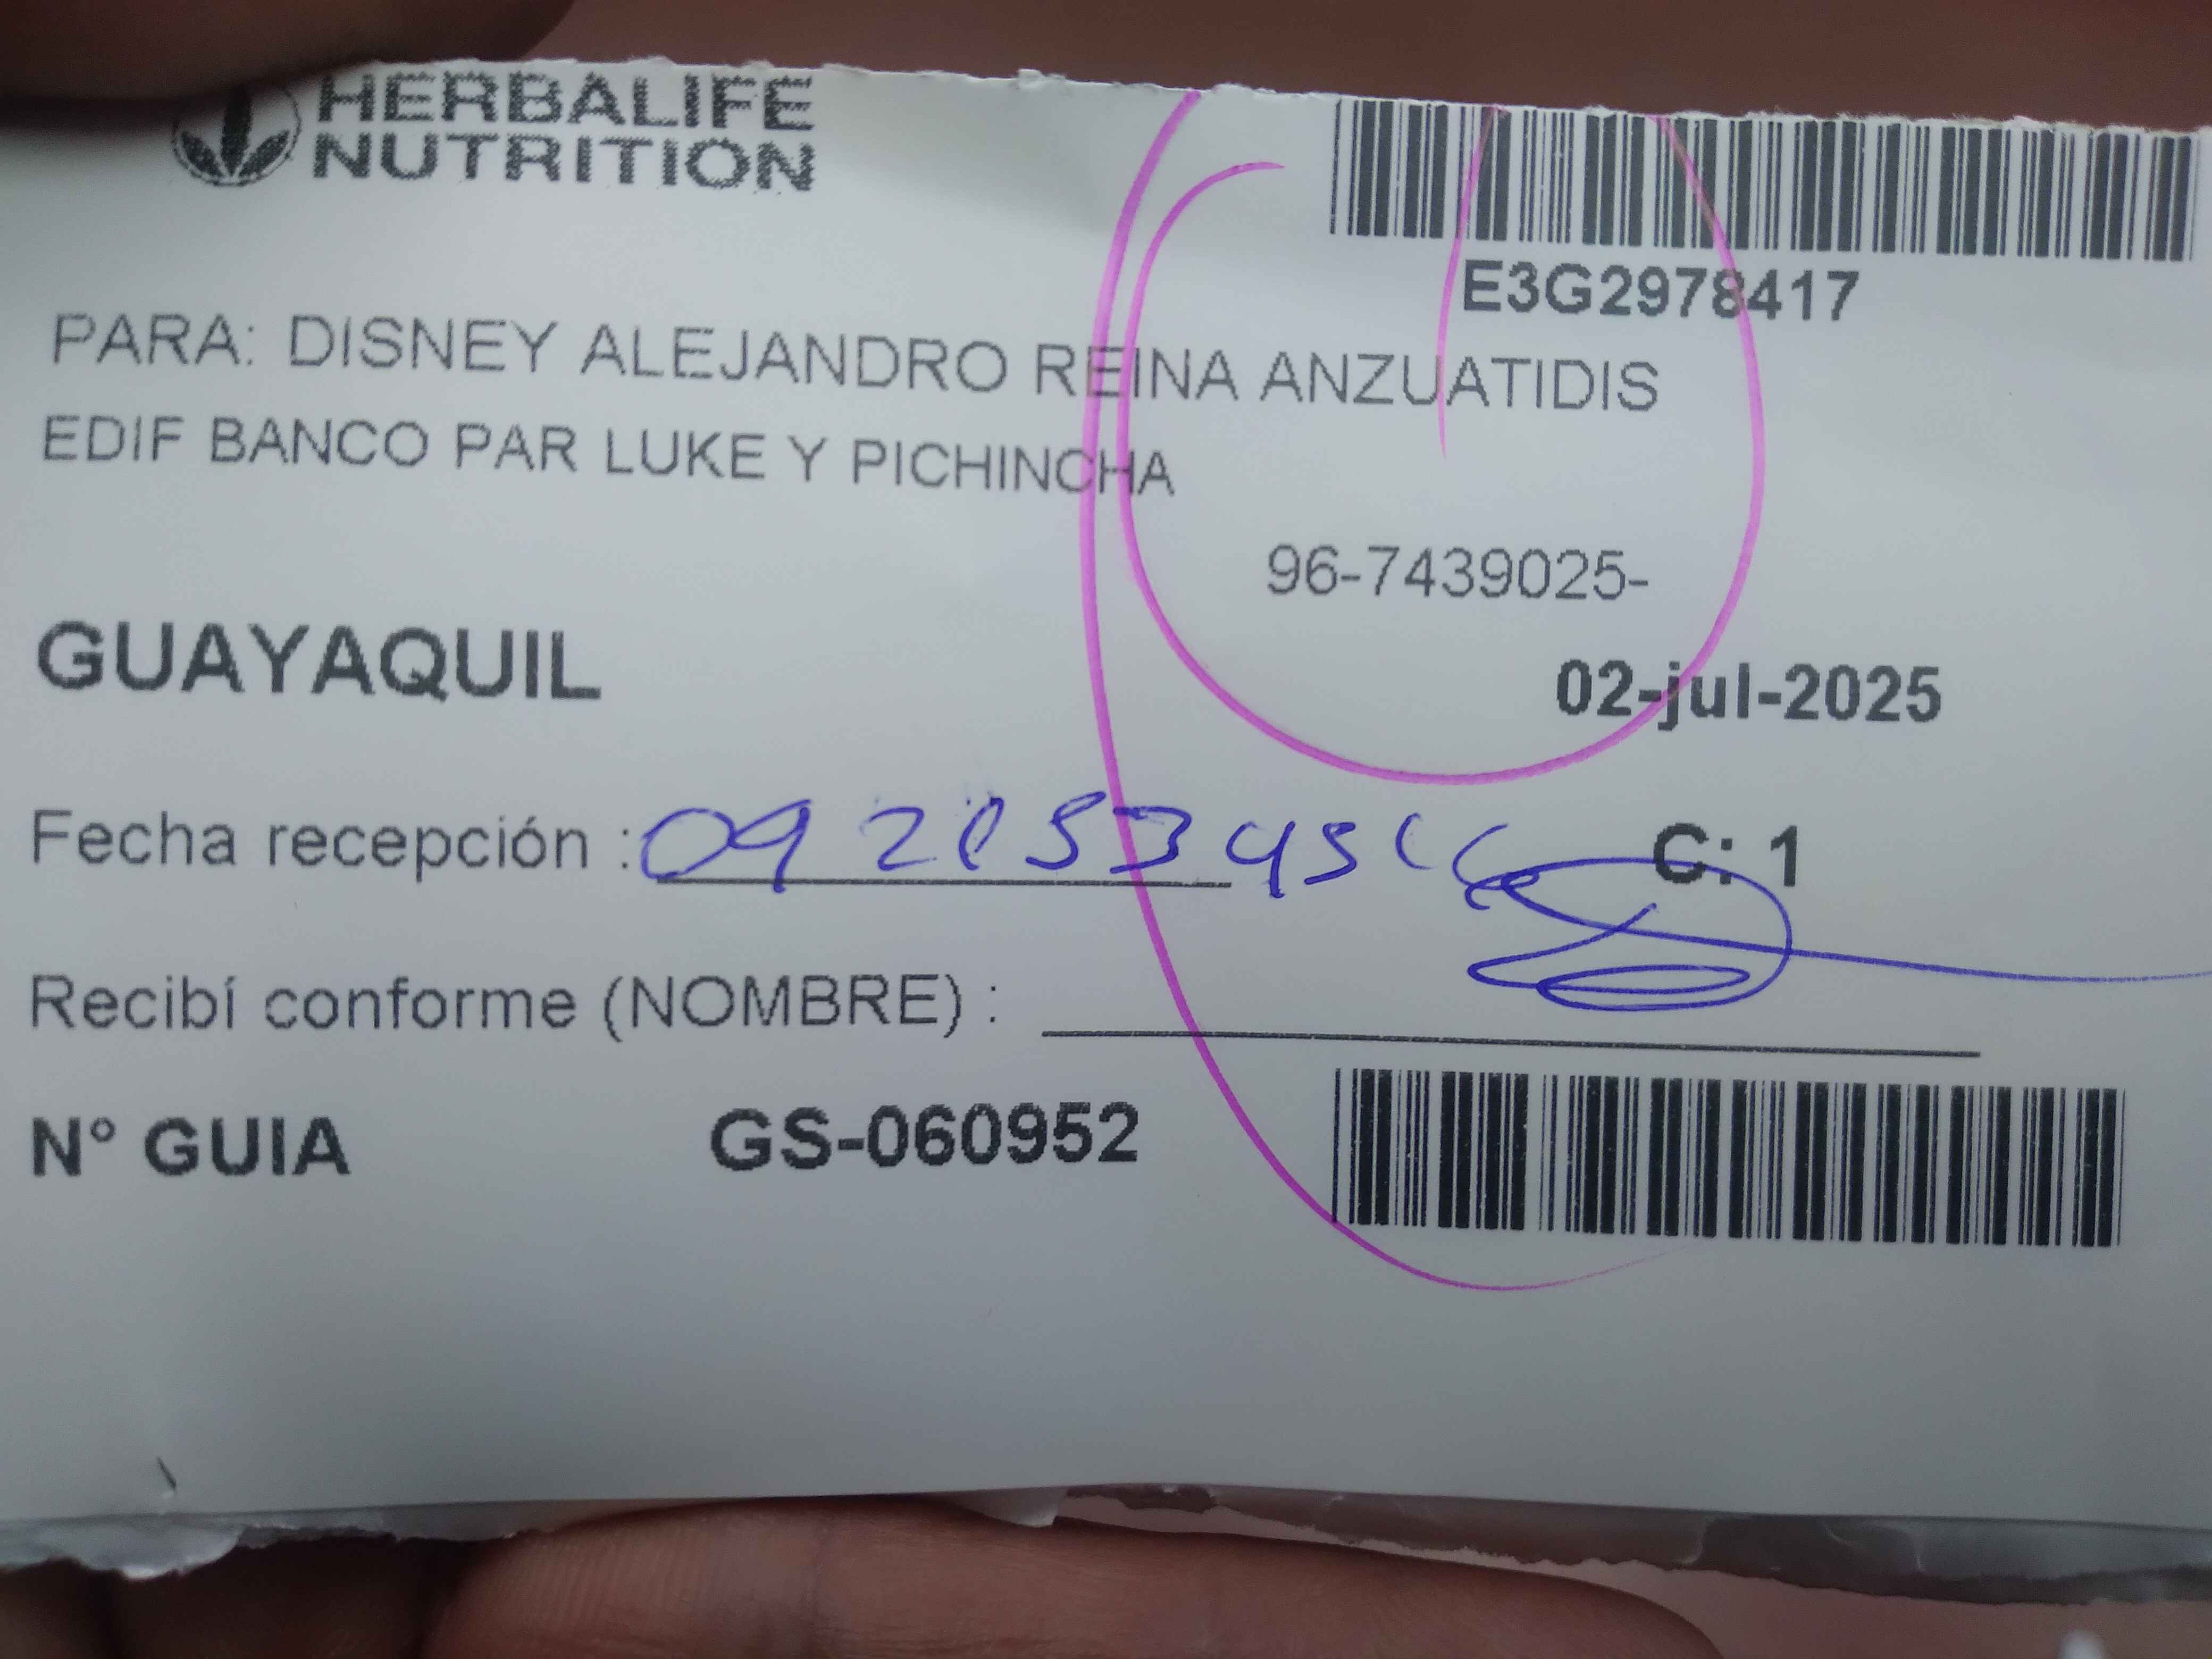 HERBALIFE
NUTRITION
E3G2978417
PARA: DISNEY ALEJANDRO REINA ANZUATIDIS
EDIF BANCO PAR LUKE Y PICHINCHA
96-7439025-
GUAYAQUIL
02-jul-2025
Fecha recepción :
C: 1
Recibí conforme (NOMBRE) :
N° GUIA GS-060952